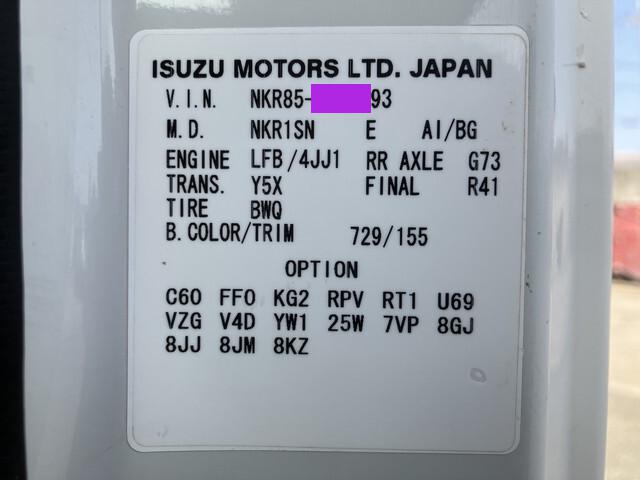 ISUZU MOTORS LTD. JAPAN
V.I.N. NKR85- 93
M.D. NKR1SN E AI/BG
ENGINE LFB/4JJ1 RR AXLE G73
TRANS. Y5X FINAL R41
TIRE BWQ
B.COLOR/TRIM 729/155
OPTION
C60 FF0 KG2 RPV RT1 U69
VZG V4D YW1 25W 7VP 8GJ
8JJ 8JM 8KZ